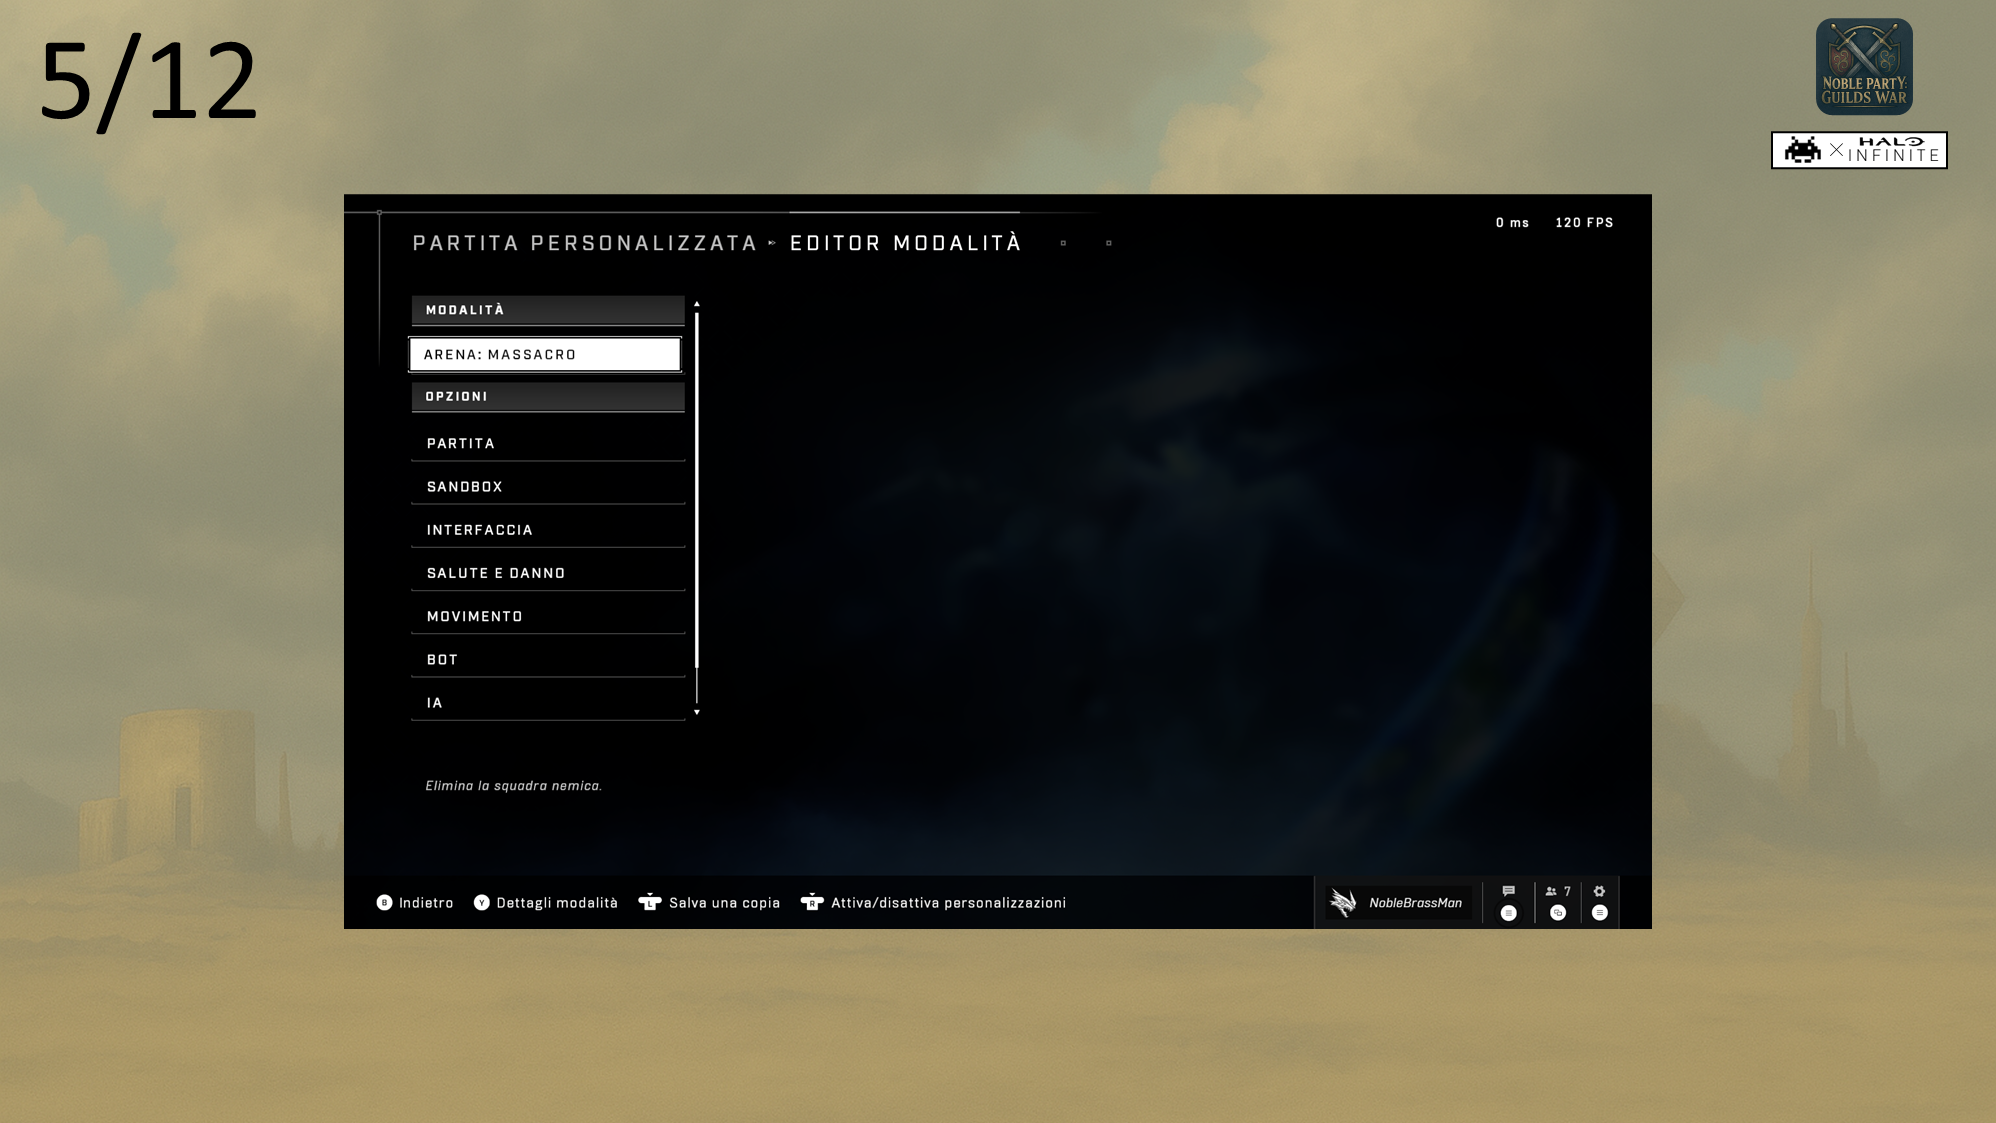 5/12
NOBLE PARTY:
GUILDS WAR
HALO
INFINITE
0 ms 120 FPS
PARTITA PERSONALIZZATA EDITOR MODALITÀ
MODALITÀ
ARENA: MASSACRO
OPZIONI
PARTITA
SANDBOX
INTERFACCIA
SALUTE E DANNO
MOVIMENTO
BOT
IA
Elimina la squadra nemica.
B Indietro Y Dettagli modalità L Salva una copia R Attiva/disattiva personalizzazioni
NobleBrassMan 7